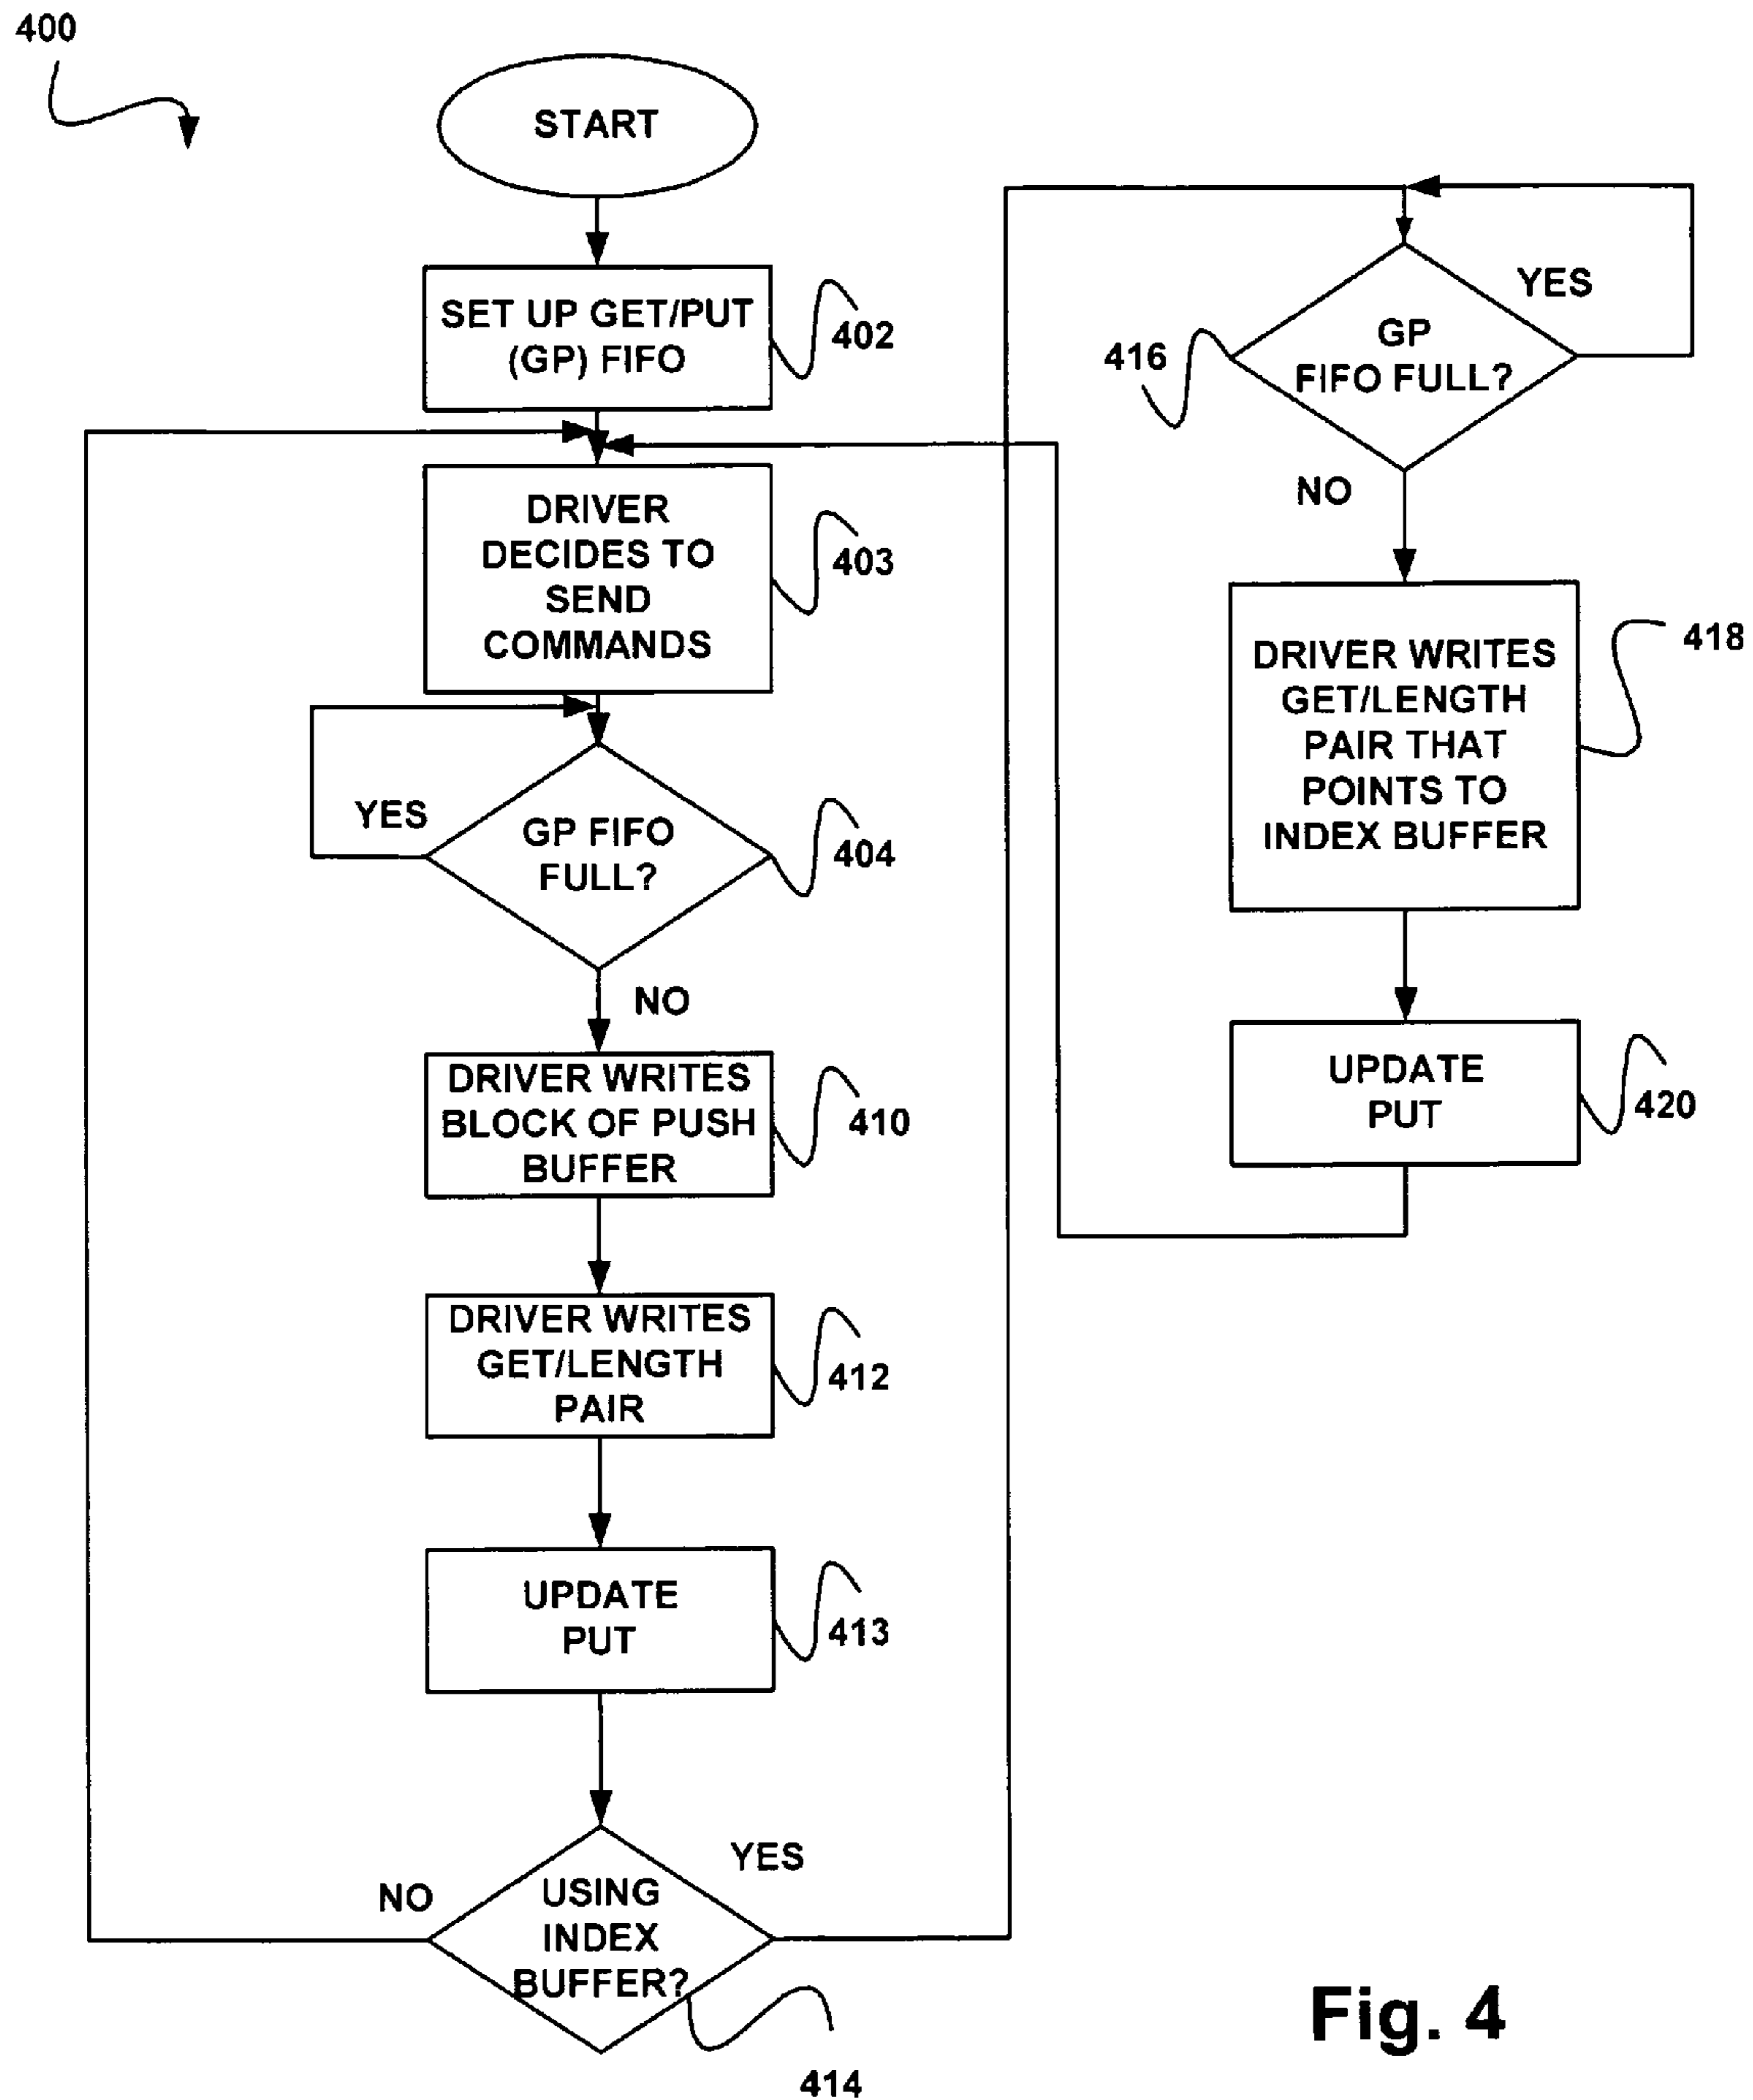 400
START
SET UP GET/PUT
(GP) FIFO
402
DRIVER
DECIDES TO
SEND
COMMANDS
403
YES
GP FIFO
FULL?
404
NO
DRIVER WRITES
BLOCK OF PUSH
BUFFER
410
DRIVER WRITES
GET/LENGTH
PAIR
412
UPDATE
PUT
413
NO
USING
INDEX
BUFFER?
YES
414
416
GP
FIFO FULL?
YES
NO
DRIVER WRITES
GET/LENGTH
PAIR THAT
POINTS TO
INDEX BUFFER
418
UPDATE
PUT
420
Fig. 4